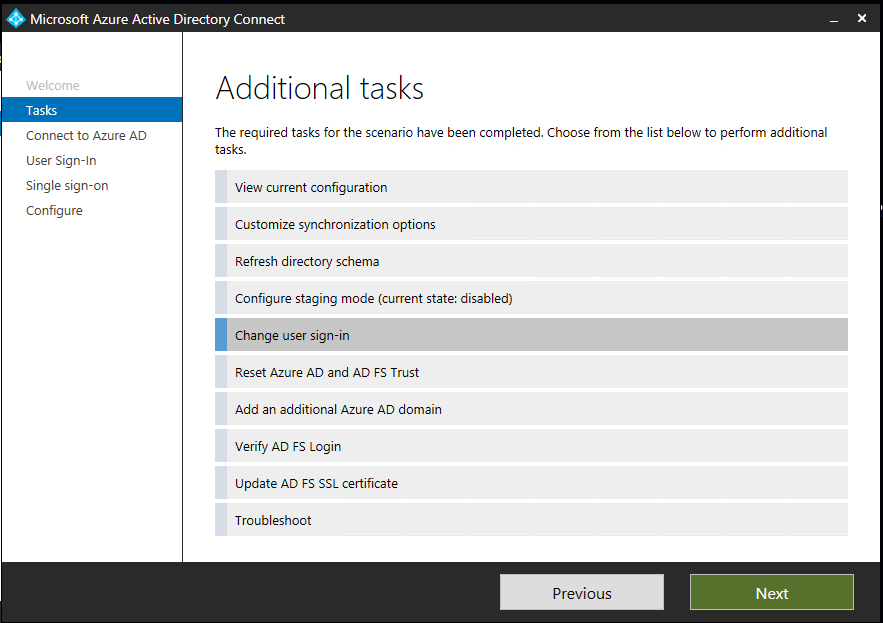 Microsoft Azure Active Directory Connect
Welcome
Tasks
Connect to Azure AD
User Sign-In
Single sign-on
Configure
Additional tasks
The required tasks for the scenario have been completed. Choose from the list below to perform additional
tasks.
View current configuration
Customize synchronization options
Refresh directory schema
Configure staging mode (current state: disabled)
Change user sign-in
Reset Azure AD and AD FS Trust
Add an additional Azure AD domain
Verify AD FS Login
Update AD FS SSL certificate
Troubleshoot
Previous
Next